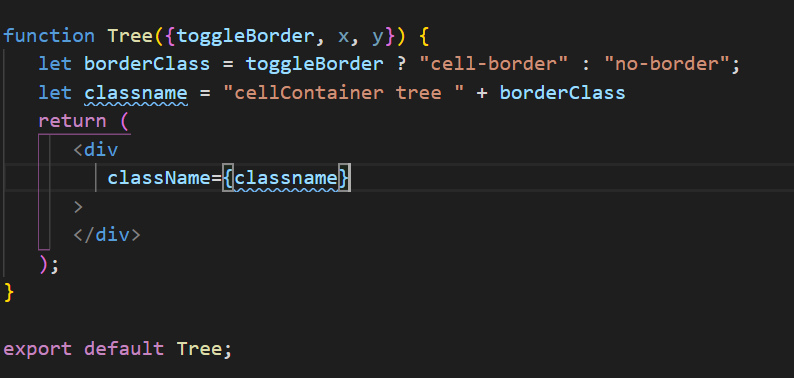 function Tree({toggleBorder, x, y}) {
let borderClass = toggleBorder ? "cell-border" : "no-border";
let classname = "cellContainer tree " + borderClass
return (
<div
className={classname}
>
</div>
);
}
export default Tree;